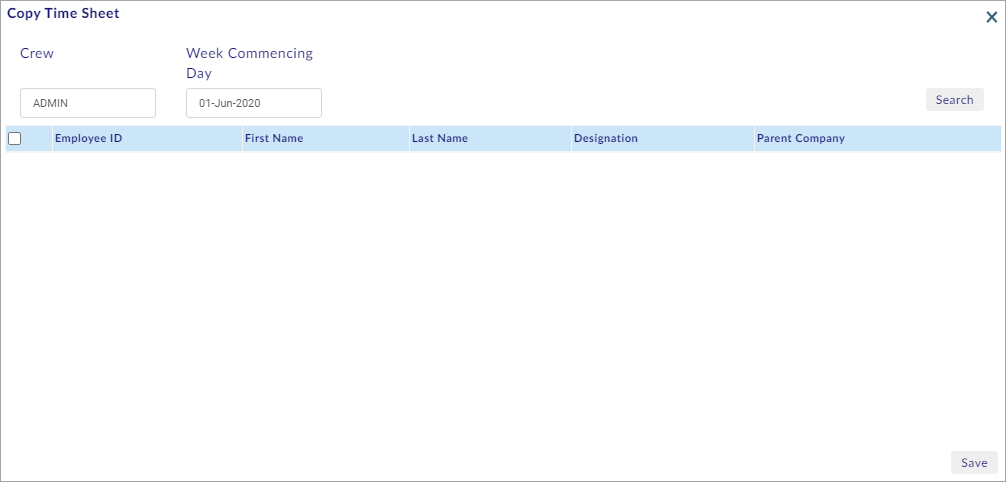 Copy Time Sheet
Crew
Week Commencing
Day
ADMIN
01-Jun-2020
Search
Employee ID First Name Last Name Designation Parent Company
Save